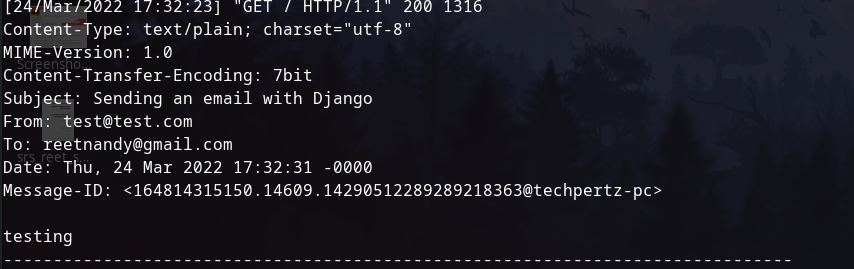 [24/Mar/2022 17:32:23] "GET / HTTP/1.1" 200 1316
Content-Type: text/plain; charset="utf-8"
MIME-Version: 1.0
Screensho...
Content-Transfer-Encoding: 7bit
Subject: Sending an email with Django
From: test@test.com
To: reetnandy@gmail.com
srs_reet_s...
Date: Thu, 24 Mar 2022 17:32:31 -0000
Message-ID: <164814315150.14609.14290512289289218363@techpertz-pc>
testing
-------------------------------------------------------------------------------